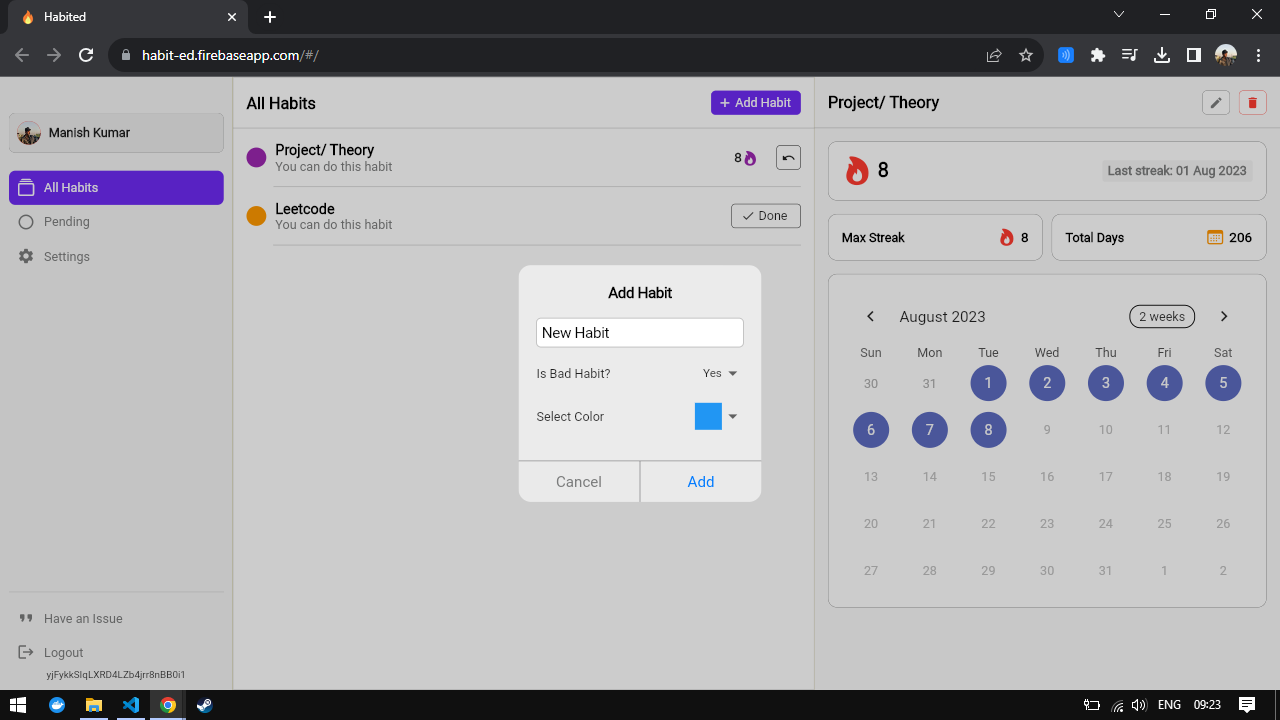 Habited
habit-ed.firebaseapp.com/#/
Manish Kumar
All Habits
Pending
Settings
Have an Issue
Logout
yjFykkSIqLXRD4LZb4jrr8nBB0i1
All Habits
+ Add Habit
Project/ Theory
You can do this habit
8
Leetcode
You can do this habit
Done
Add Habit
New Habit
Is Bad Habit? Yes
Select Color
Cancel Add
Project/ Theory
8 Last streak: 01 Aug 2023
Max Streak 8
Total Days 206
August 2023 2 weeks
Sun Mon Tue Wed Thu Fri Sat
30 31 1 2 3 4 5
6 7 8 9 10 11 12
13 14 15 16 17 18 19
20 21 22 23 24 25 26
27 28 29 30 31 1 2
ENG 09:23